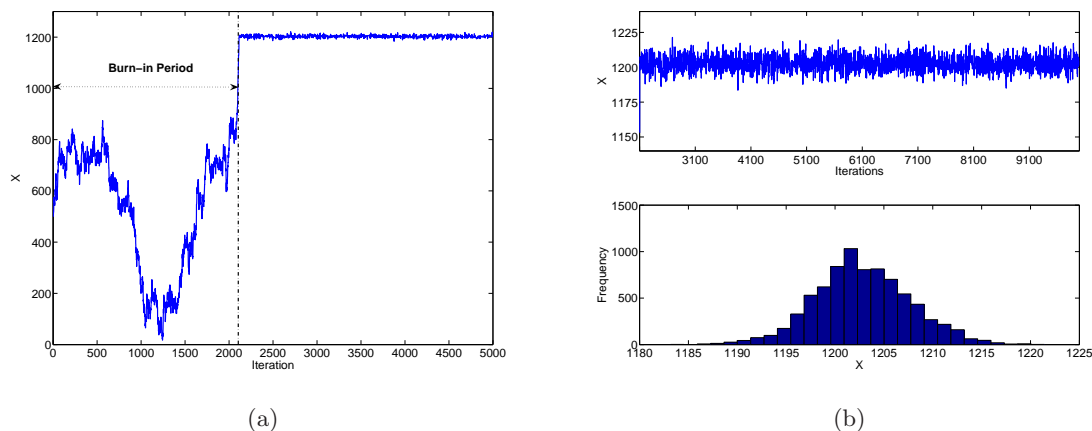 1200
1000
800
600
400
200
0
X
Burn-in Period
0 500 1000 1500 2000 2500 3000 3500 4000 4500 5000
Iteration
(a)
1225
1200
1175
1150
X
3100 4100 5100 6100 7100 8100 9100
Iterations
1500
1000
500
0
Frequency
1180 1185 1190 1195 1200 1205 1210 1215 1220 1225
X
(b)